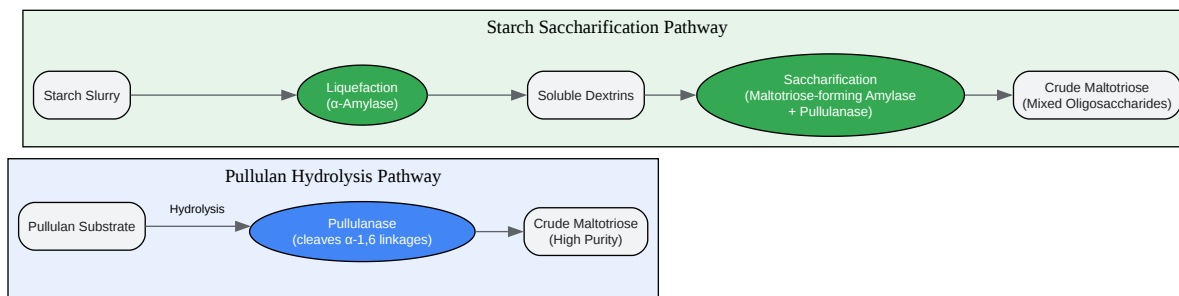 Starch Saccharification Pathway
Starch Slurry
Liquefaction
(α-Amylase)
Soluble Dextrins
Saccharification
(Maltotriose-forming Amylase
+ Pullulanase)
Crude Maltotriose
(Mixed Oligosaccharides)
Pullulan Hydrolysis Pathway
Pullulan Substrate
Hydrolysis
Pullulanase
(cleaves α-1,6 linkages)
Crude Maltotriose
(High Purity)